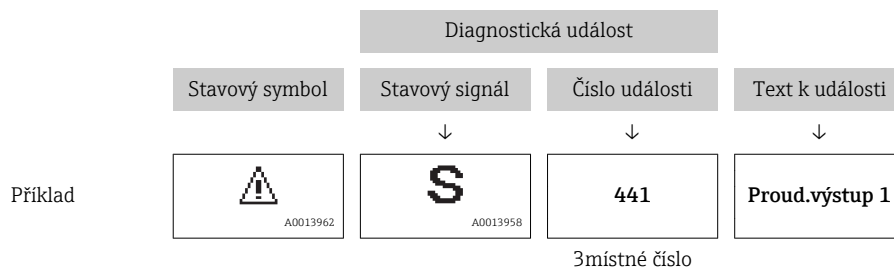 Diagnostická událost
Stavový symbol Stavový signál Číslo události Text k události
↓ ↓ ↓
Příklad S 441 Proud.výstup 1
A0013962 A0013958
3místné číslo